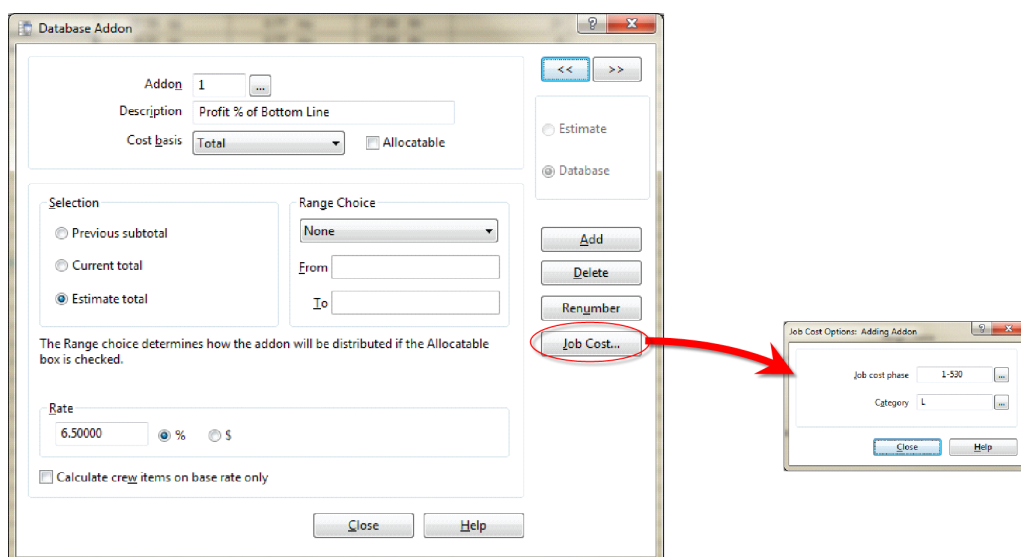 Database Addon
<< >>
Addon 1 ...
Description Profit % of Bottom Line
Cost basis Total Allocatable
Estimate
Database
Selection
Previous subtotal
Current total
Estimate total
Range Choice
None
From
To
Add
Delete
Renumber
Job Cost...
The Range choice determines how the addon will be distributed if the Allocatable
box is checked.
Rate
6.50000 % $
Calculate crew items on base rate only
Close Help
Job Cost Options: Adding Addon
Job cost phase 1-530 ...
Category L ...
Close Help